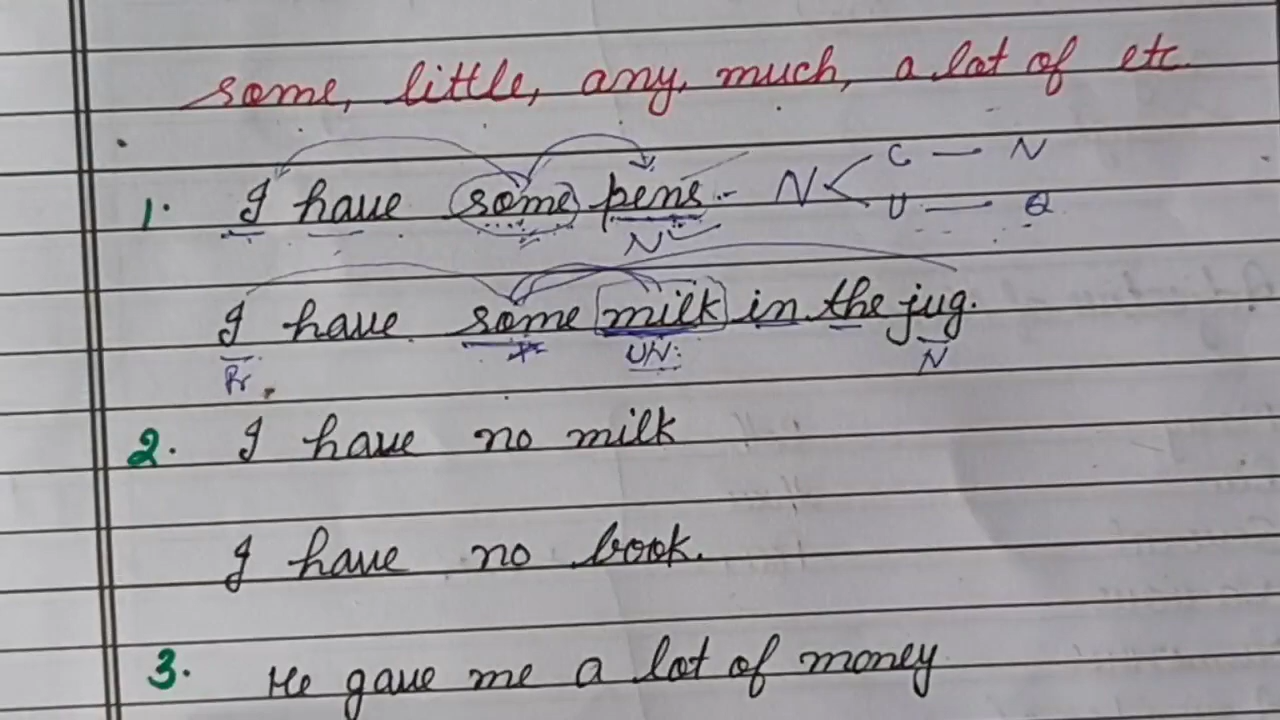 some, little, any, much, a lot of etc.
1. I have some pens. - N < C — N
U — Q
N
I have some milk in the jug.
Pr. UN: N
2. I have no milk
I have no book.
3. He gave me a lot of money